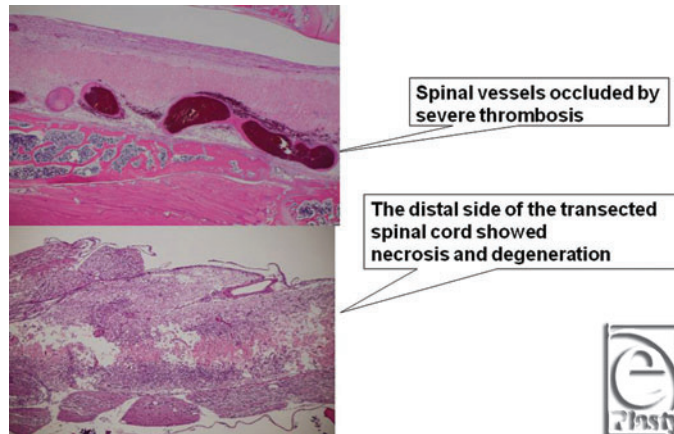 Spinal vessels occluded by
severe thrombosis
The distal side of the transected
spinal cord showed
necrosis and degeneration
e
Plasty